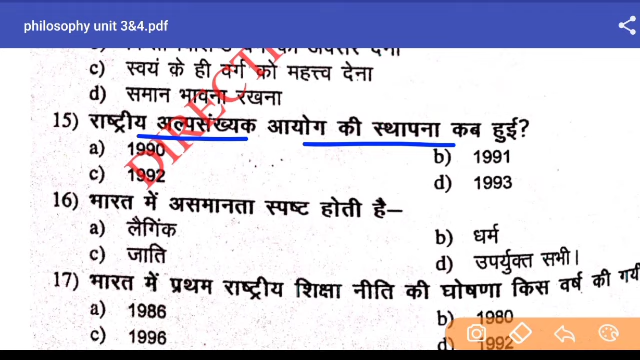 philosophy unit 3&4.pdf
c) स्वयं के ही वर्ग को महत्त्व देना
d) समान भावना रखना
15) राष्ट्रीय अल्पसंख्यक आयोग की स्थापना कब हुई?
a) 1990 b) 1991
c) 1992 d) 1993
16) भारत में असमानता स्पष्ट होती है–
a) लैगिंक b) धर्म
c) जाति d) उपर्युक्त सभी।
17) भारत में प्रथम राष्ट्रीय शिक्षा नीति की घोषणा किस वर्ष की गयी
a) 1986 b) 1980
c) 1996 d) 1992
DIRECTI